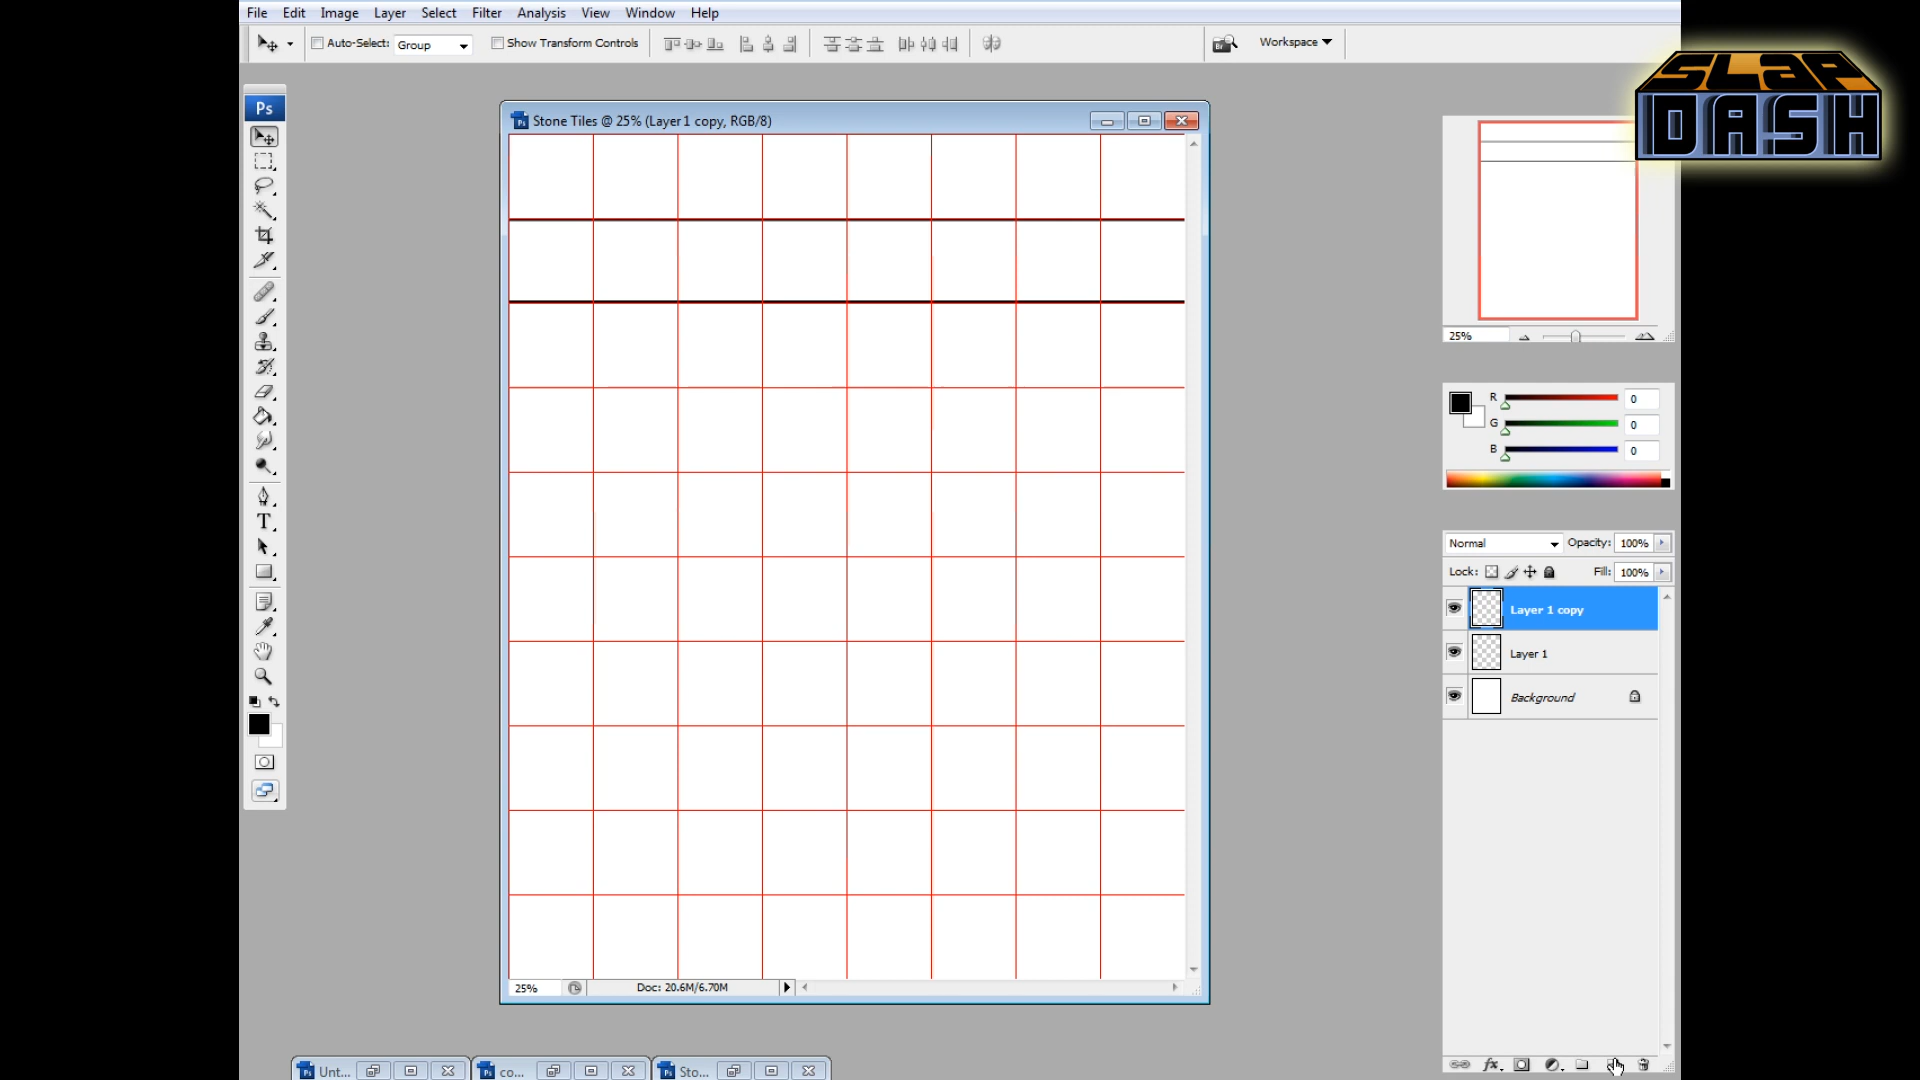 File Edit Image Layer Select Filter Analysis View Window Help
Auto-Select: Group Show Transform Controls Workspace
SLAP
DASH
Ps
Stone Tiles @ 25% (Layer 1 copy, RGB/8)
25%
R 0
G 0
B 0
Normal Opacity: 100%
Lock: Fill: 100%
Layer 1 copy
Layer 1
Background
T
25% Doc: 20.6M/6.70M
Unt... co... Sto... fx.